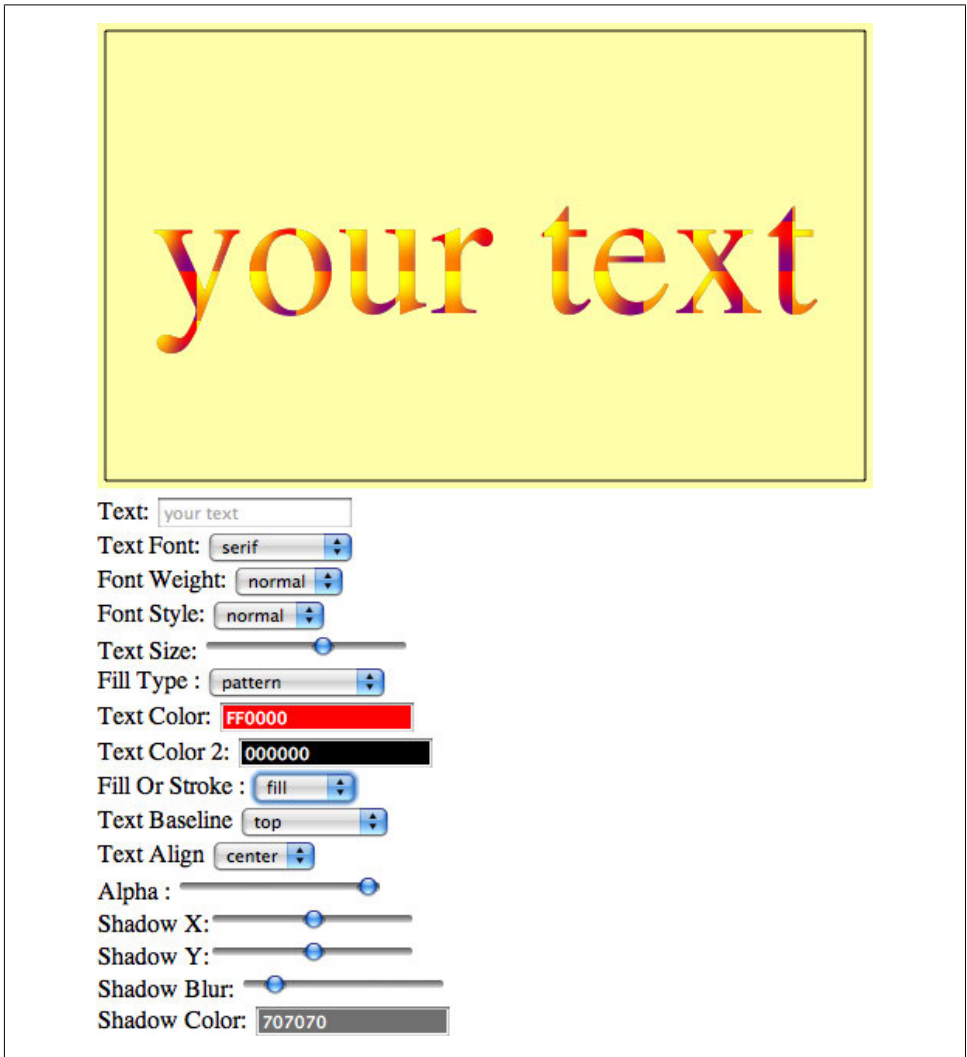 your text
Text: your text
Text Font: serif
Font Weight: normal
Font Style: normal
Text Size:
Fill Type : pattern
Text Color: FF0000
Text Color 2: 000000
Fill Or Stroke : fill
Text Baseline top
Text Align center
Alpha :
Shadow X:
Shadow Y:
Shadow Blur:
Shadow Color: 707070